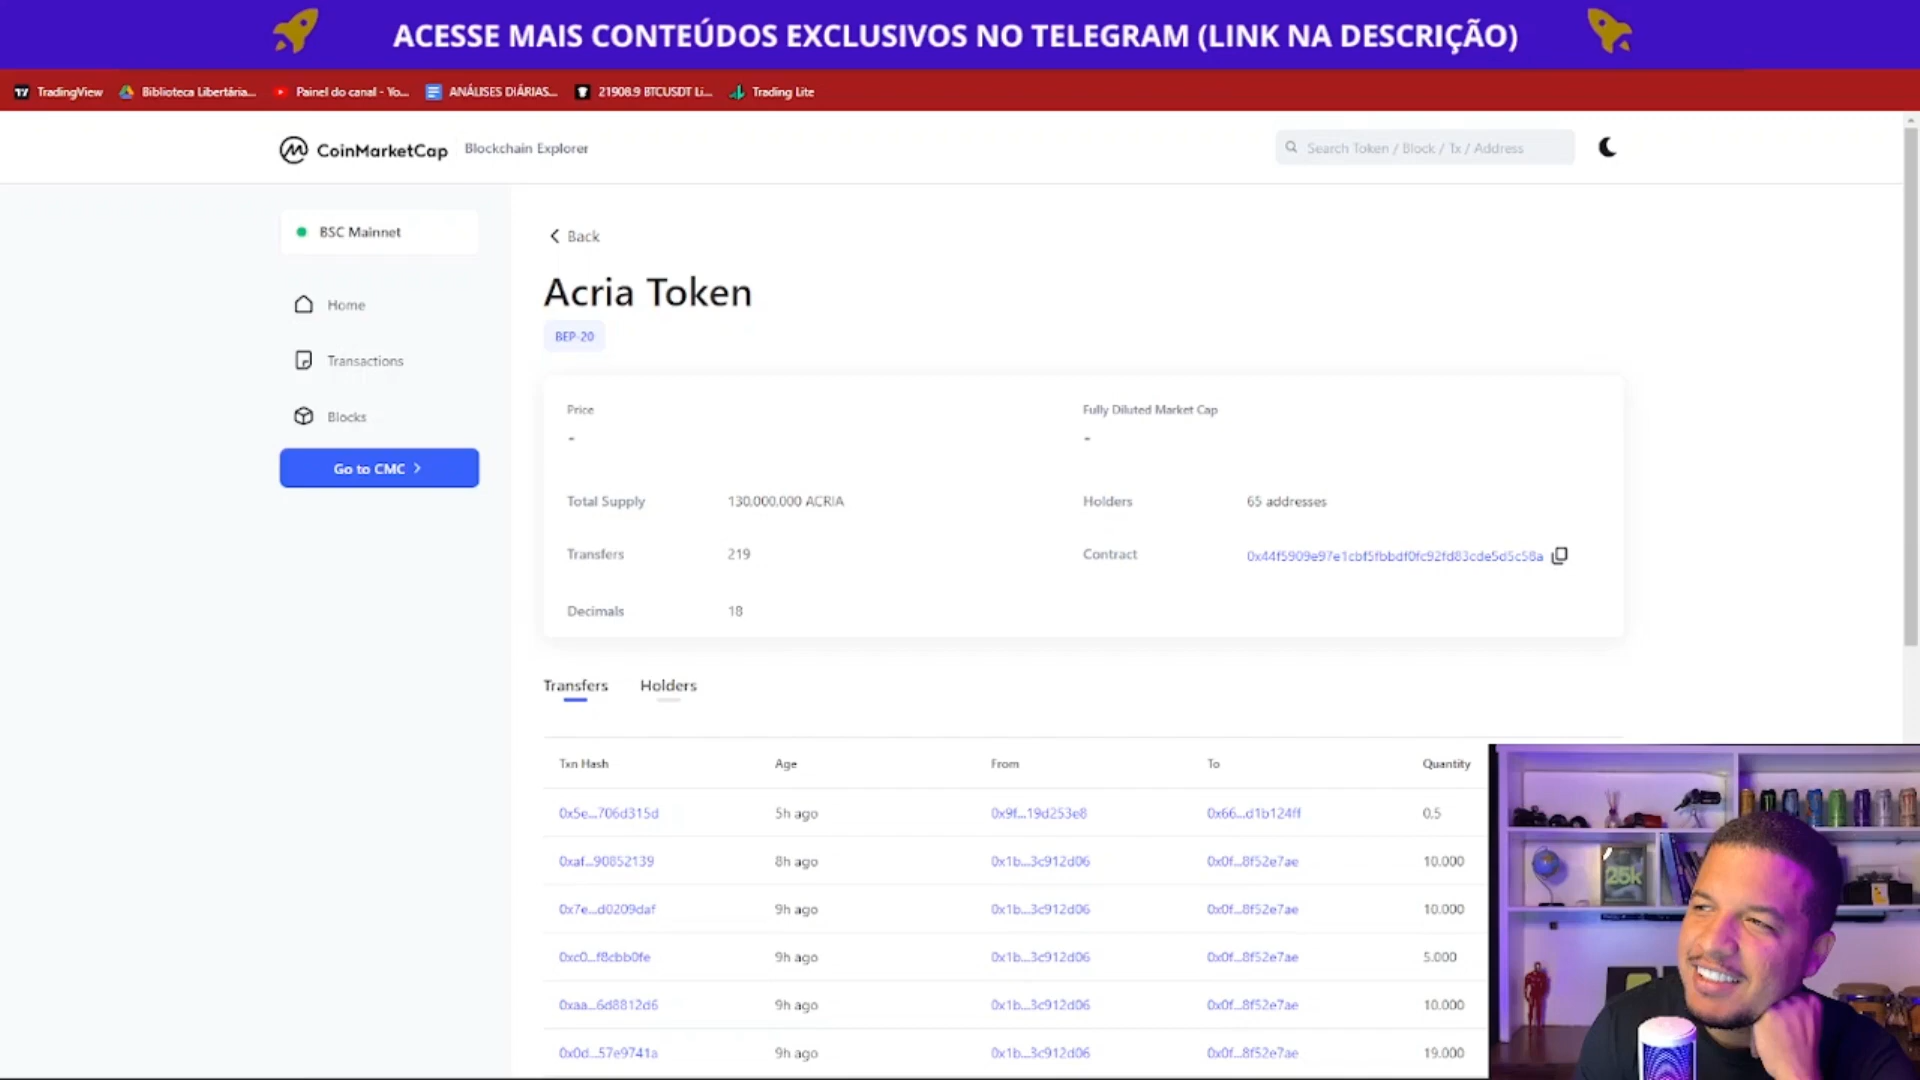 ACESSE MAIS CONTEÚDOS EXCLUSIVOS NO TELEGRAM (LINK NA DESCRIÇÃO)
TradingView Biblioteca Libertária... Painel do canal - Yo... ANÁLISES DIÁRIAS... 21908.9 BTCUSDT Li... Trading Lite
CoinMarketCap Blockchain Explorer Search Token / Block / Tx / Address
BSC Mainnet
Home
Transactions
Blocks
Go to CMC
Back
Acria Token
BEP-20
Price Fully Diluted Market Cap
- -
Total Supply 130.000.000 ACRIA Holders 65 addresses
Transfers 219 Contract 0x44f5909e97e1cbf5fbbdf0fc92fd83cde5d5c58a
Decimals 18
Transfers Holders
Txn Hash Age From To Quantity
0x5e...706d315d 5h ago 0x9f...19d253e8 0x66...d1b124ff 0.5
0xaf...90852139 8h ago 0x1b...3c912d06 0x0f...8f52e7ae 10.000
0x7e...d0209daf 9h ago 0x1b...3c912d06 0x0f...8f52e7ae 10.000
0xc0...f8cbb0fe 9h ago 0x1b...3c912d06 0x0f...8f52e7ae 5.000
0xaa...6d8812d6 9h ago 0x1b...3c912d06 0x0f...8f52e7ae 10.000
0x0d...57e9741a 9h ago 0x1b...3c912d06 0x0f...8f52e7ae 19.000
25k